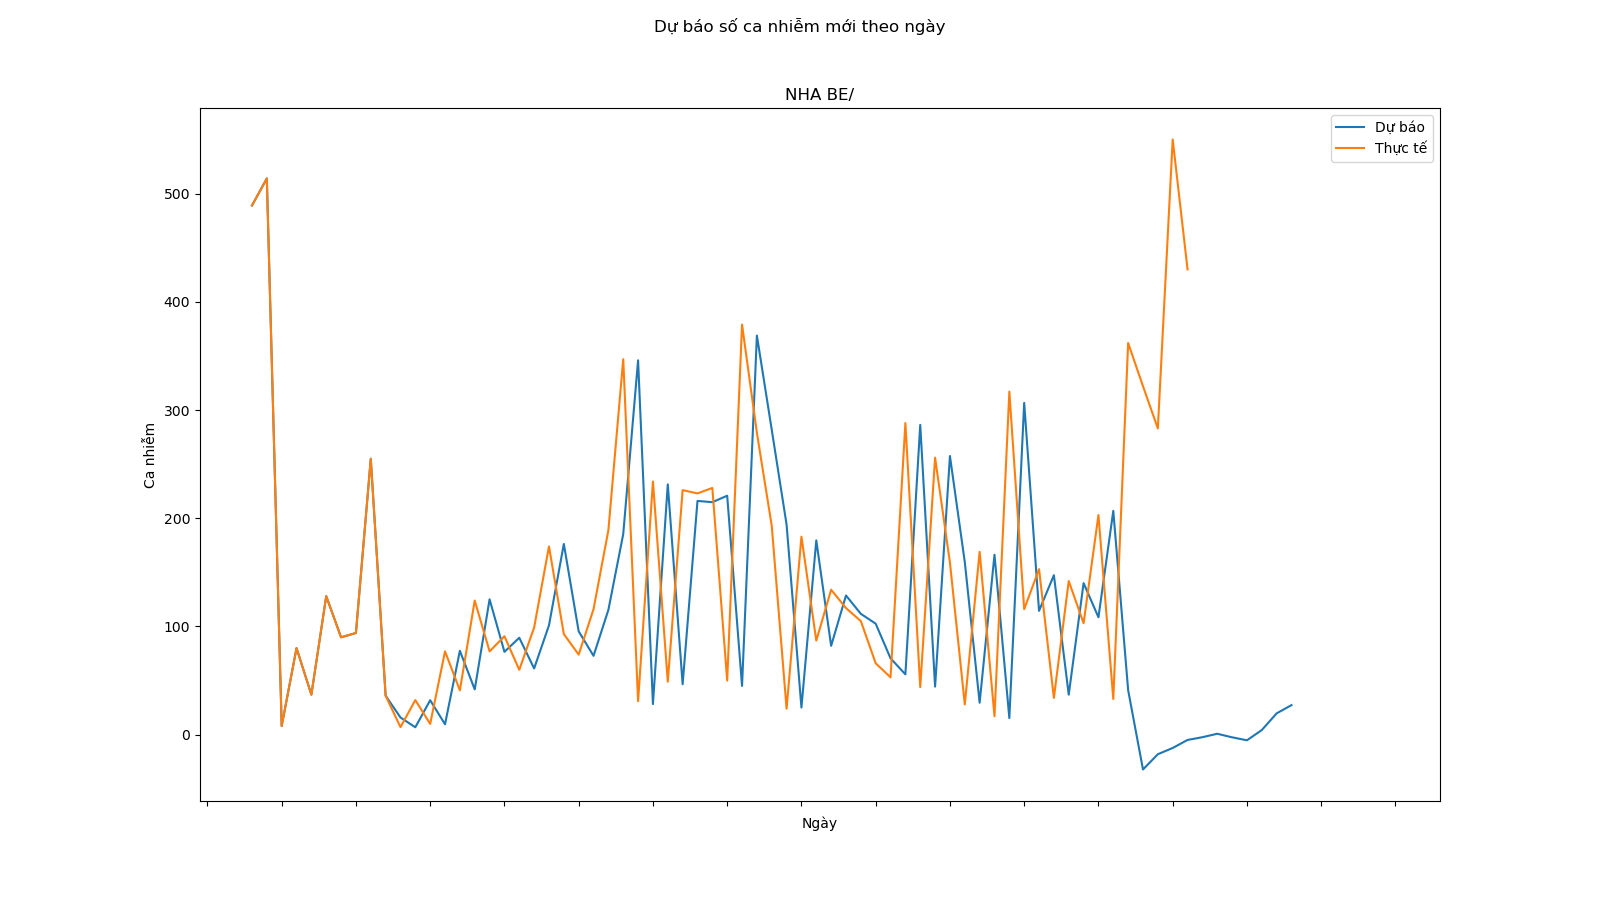 Dự báo số ca nhiễm mới theo ngày
NHA BE/
Dự báo
Thực tế
500
400
300
200
100
0
Ca nhiễm
Ngày